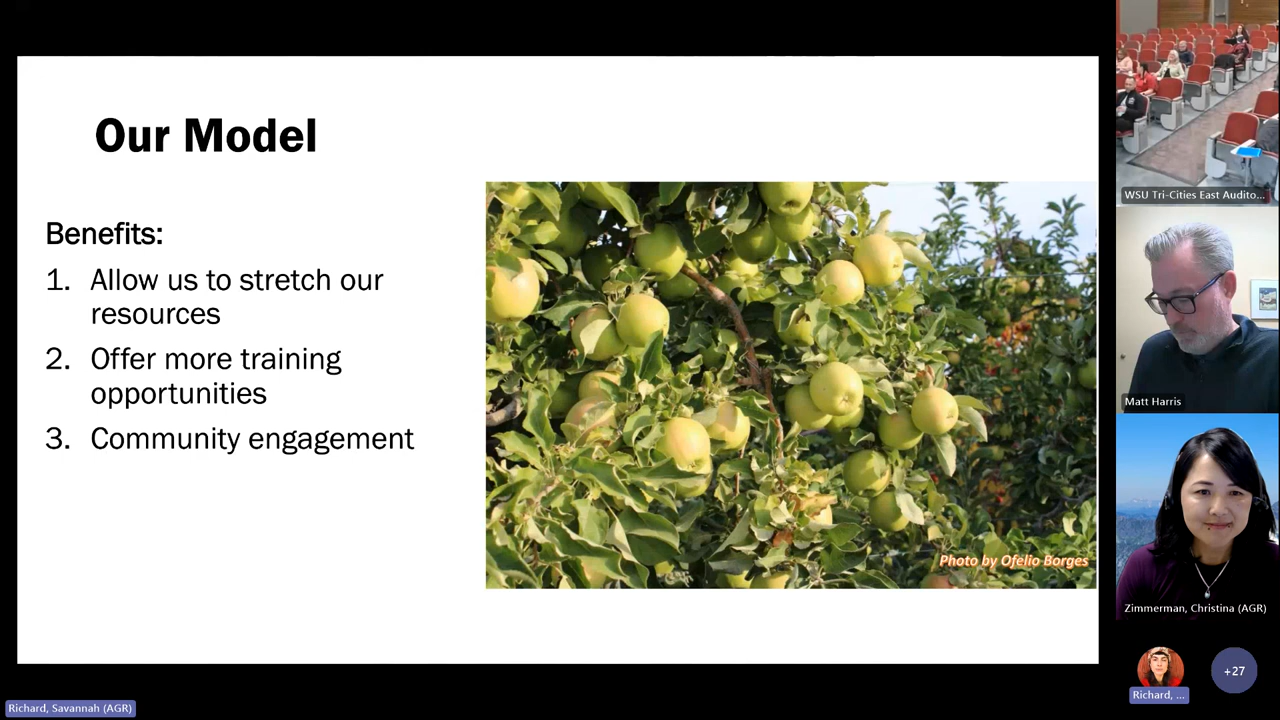 Our Model
Benefits:
1. Allow us to stretch our
resources
2. Offer more training
opportunities
3. Community engagement
Photo by Ofelio Borges
WSU Tri-Cities East Audito...
Matt Harris
Zimmerman, Christina (AGR)
Richard, ...
+27
Richard, Savannah (AGR)